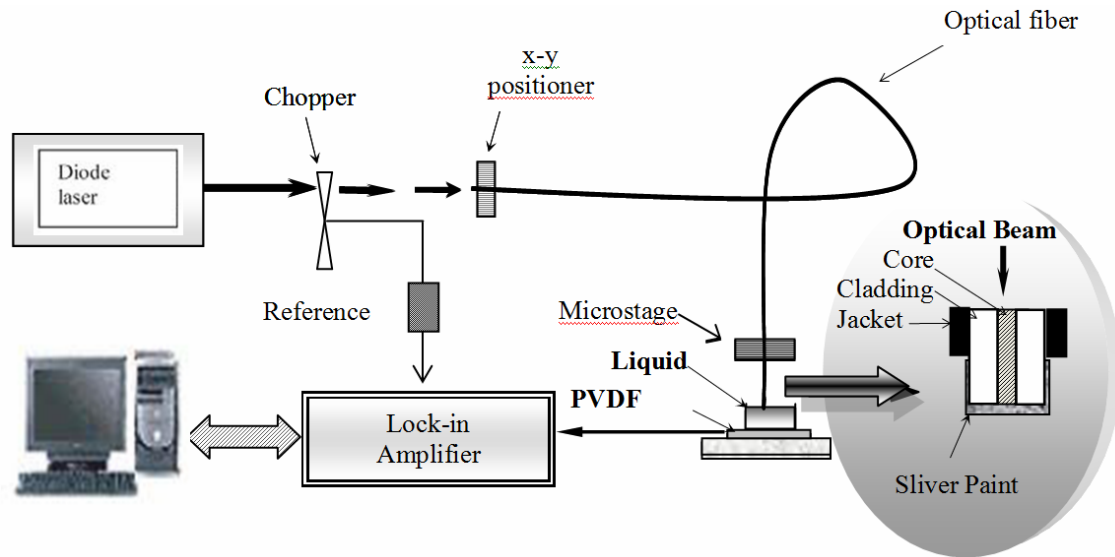 Optical fiber
x-y
positioner
Chopper
Diode
laser
Optical Beam
Core
Cladding
Jacket
Reference
Microstage
Liquid
PVDF
Lock-in
Amplifier
Sliver Paint